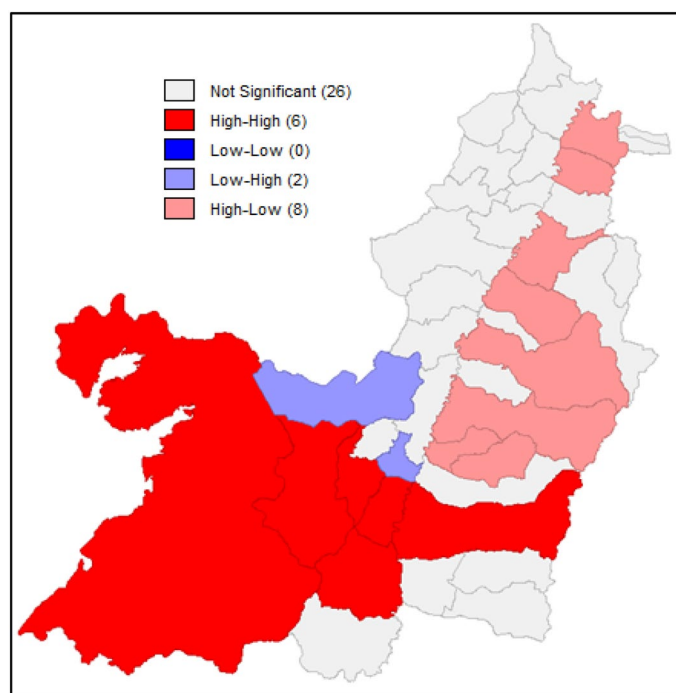 Not Significant (26)
High-High (6)
Low-Low (0)
Low-High (2)
High-Low (8)